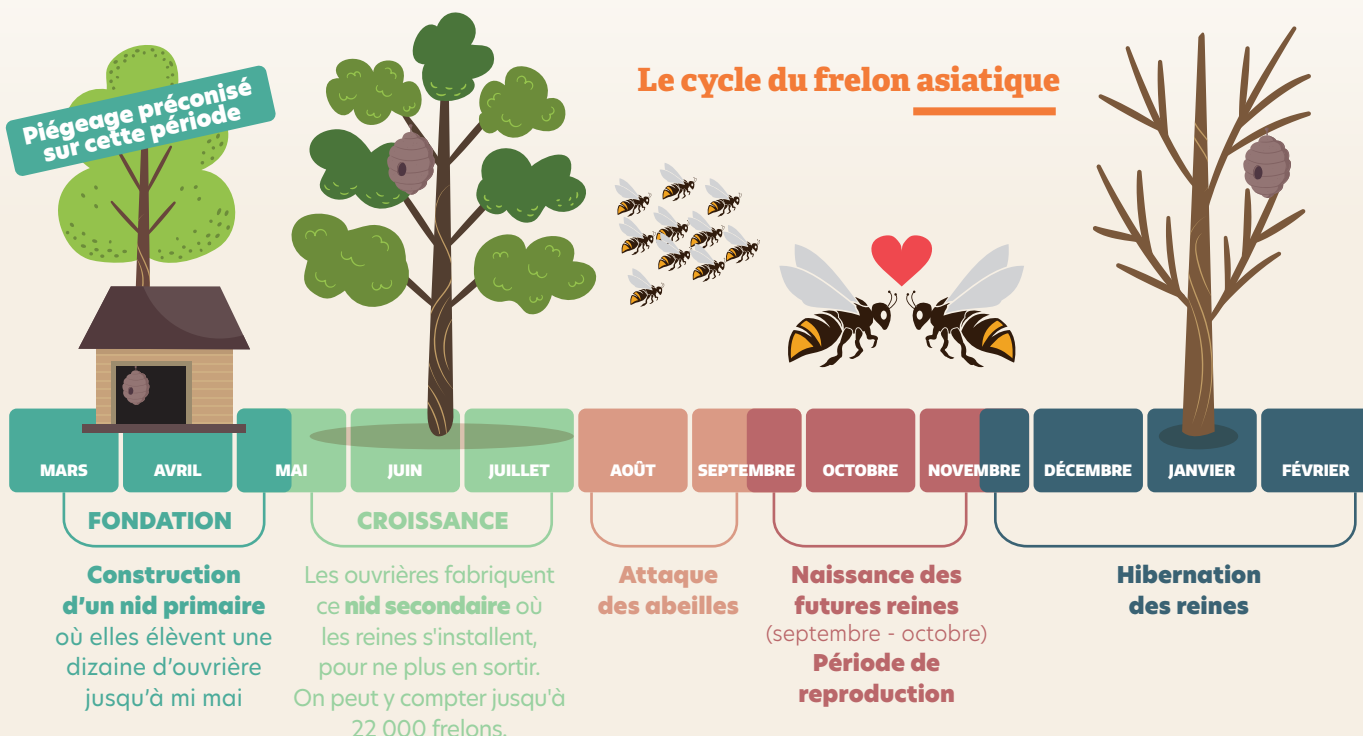 Le cycle du frelon asiatique
Piégeage préconisé
sur cette période
MARS
AVRIL
MAI
JUIN
JUILLET
AOÛT
SEPTEMBRE
OCTOBRE
NOVEMBRE
DÉCEMBRE
JANVIER
FÉVRIER
FONDATION
Construction
d'un nid primaire
où elles élèvent une
dizaine d'ouvrière
jusqu'à mi mai
CROISSANCE
Les ouvrières fabriquent
ce nid secondaire où
les reines s'installent,
pour ne plus en sortir.
On peut y compter jusqu'à
22 000 frelons.
Attaque
des abeilles
Naissance des
futures reines
(septembre - octobre)
Période de
reproduction
Hibernation
des reines